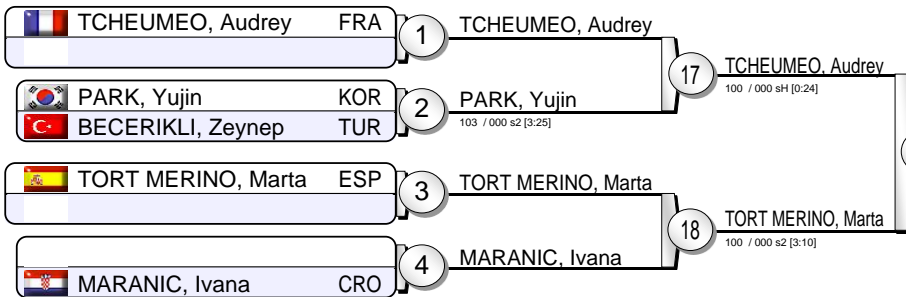 TCHEUMEO, Audrey FRA
1
TCHEUMEO, Audrey
PARK, Yujin KOR
BECERIKLI, Zeynep TUR
2
PARK, Yujin
103 / 000 s2 [3:25]
17
TCHEUMEO, Audrey
100 / 000 sH [0:24]
TORT MERINO, Marta ESP
3
TORT MERINO, Marta
MARANIC, Ivana CRO
4
MARANIC, Ivana
18
TORT MERINO, Marta
100 / 000 s2 [3:10]